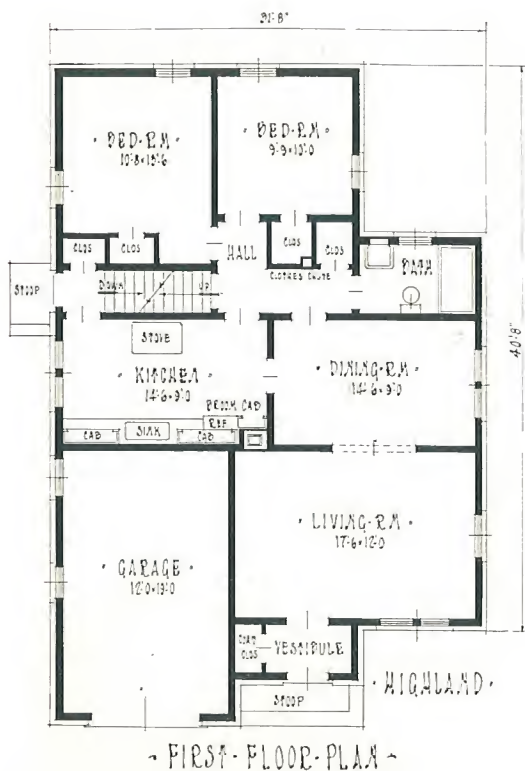 31'-8"
• BED-RM •
10'-8×13'-6
• BED-RM •
9'-9×10'-0
CLOS
CLOS
HALL
CLOS
CLOS
BATH
CLOTHES CHUTE
STOOP
DOWN
UP
STOVE
• KITCHEN •
14'-6×9'-0
• DINING-RM •
14'-6×9'-0
40'-8"
BROOM CAB
REF
CAB
SINK
CAB
• LIVING-RM •
17'-6×12'-0
• GARAGE •
12'-0×19'-0
COAT
CLOS
VESTIBULE
STOOP
• HIGHLAND •
~ FIRST-FLOOR-PLAN ~